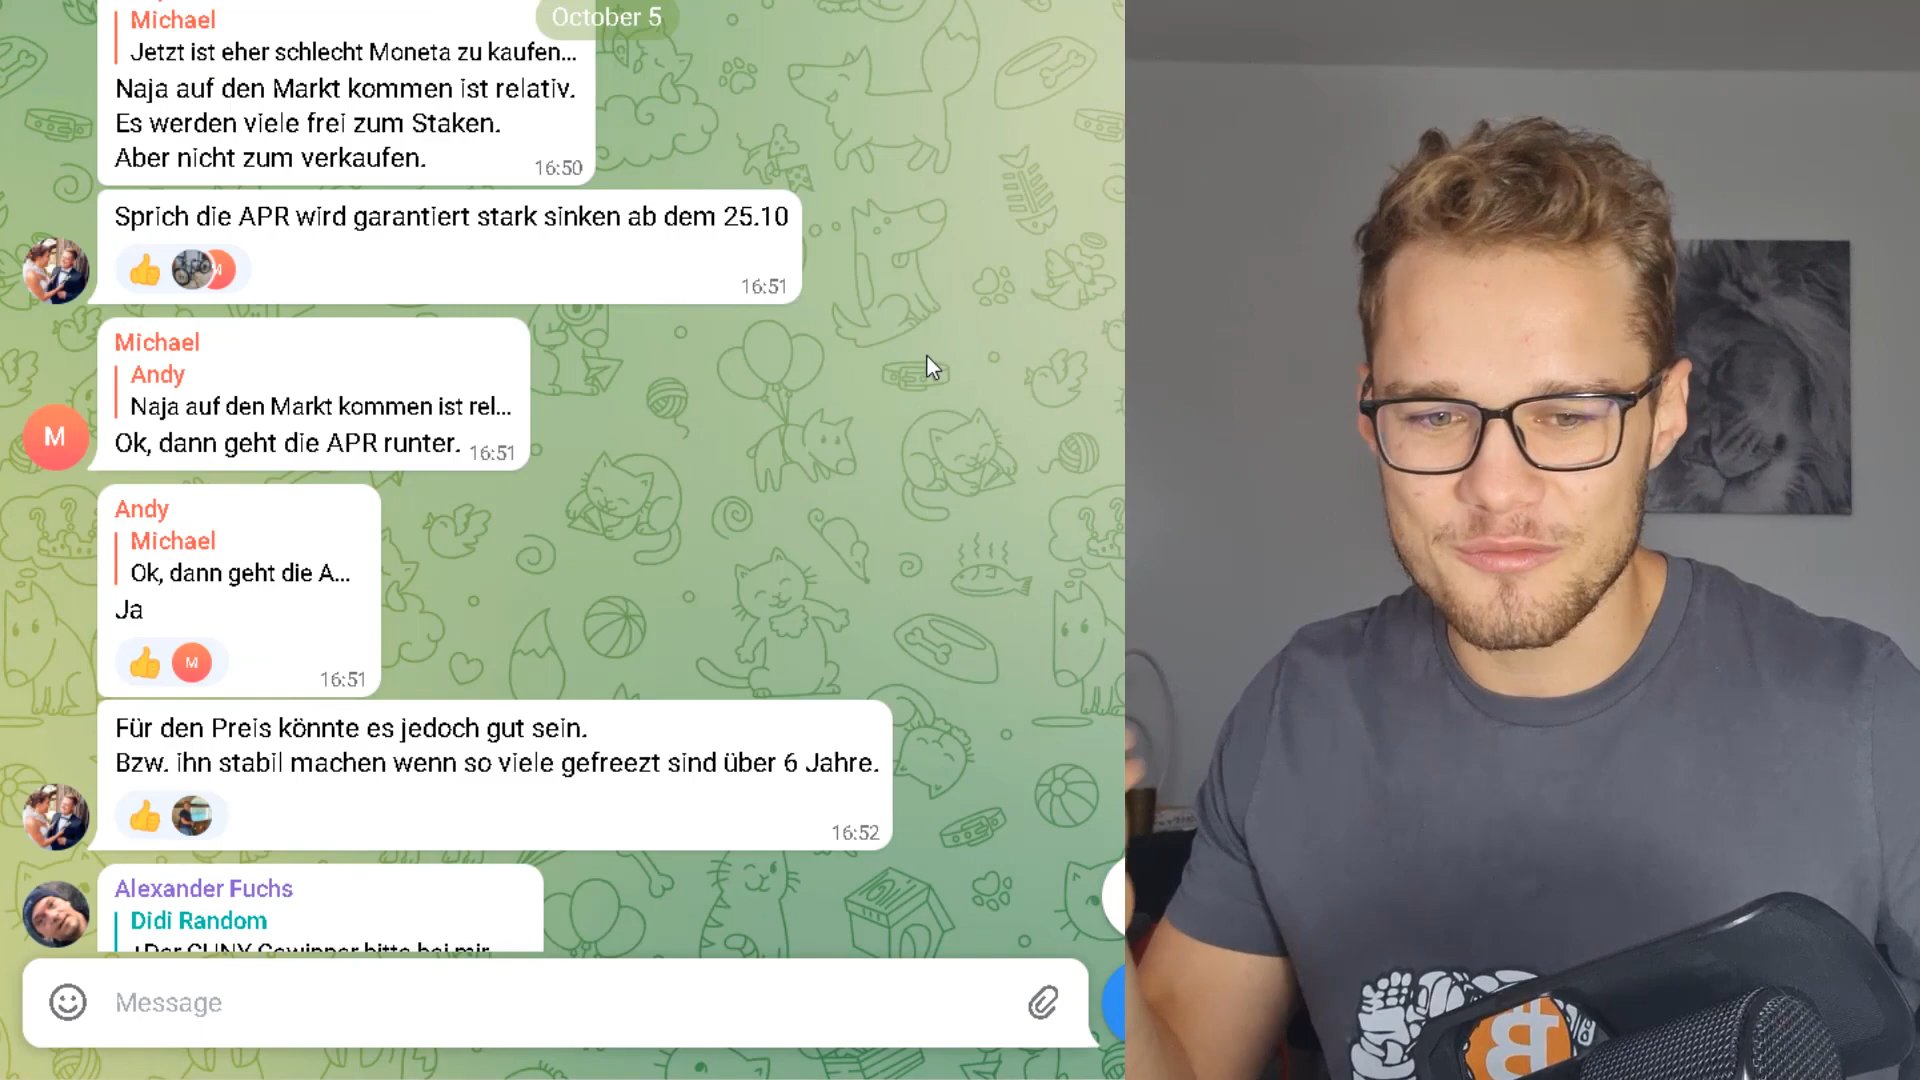 October 5
Michael
Jetzt ist eher schlecht Moneta zu kaufen...
Naja auf den Markt kommen ist relativ.
Es werden viele frei zum Staken.
Aber nicht zum verkaufen.
16:50
Sprich die APR wird garantiert stark sinken ab dem 25.10
M
16:51
Michael
Andy
Naja auf den Markt kommen ist rel...
M
Ok, dann geht die APR runter.
16:51
Andy
Michael
Ok, dann geht die A...
Ja
M
16:51
Für den Preis könnte es jedoch gut sein.
Bzw. ihn stabil machen wenn so viele gefreezt sind über 6 Jahre.
16:52
Alexander Fuchs
Didi Random
Message